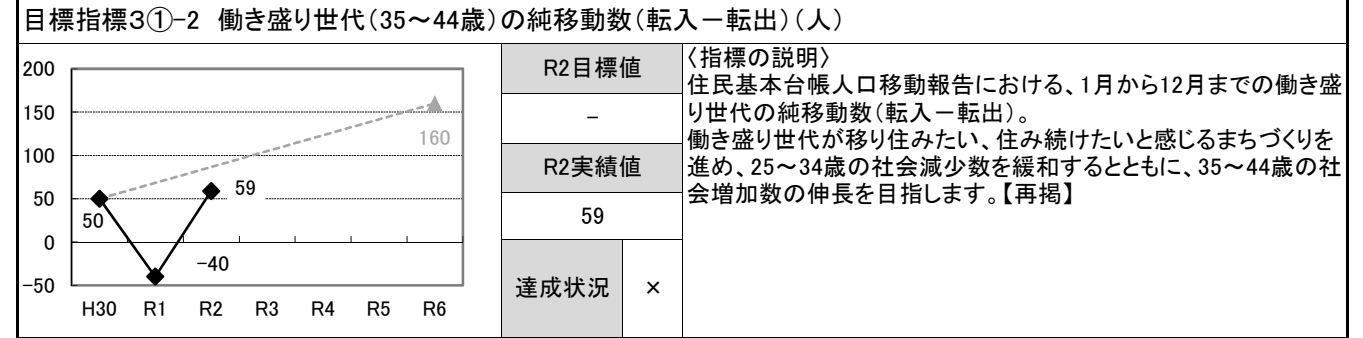 目標指標3①-2 働き盛り世代(35~44歳)の純移動数(転入-転出)(人)
200
150
100
50
0
-50
160
59
50
-40
H30 R1 R2 R3 R4 R5 R6
R2目標値
-
R2実績値
59
達成状況 ×
〈指標の説明〉
住民基本台帳人口移動報告における、1月から12月までの働き盛
り世代の純移動数(転入-転出)。
働き盛り世代が移り住みたい、住み続けたいと感じるまちづくりを
進め、25~34歳の社会減少数を緩和するとともに、35~44歳の社
会増加数の伸長を目指します。【再掲】